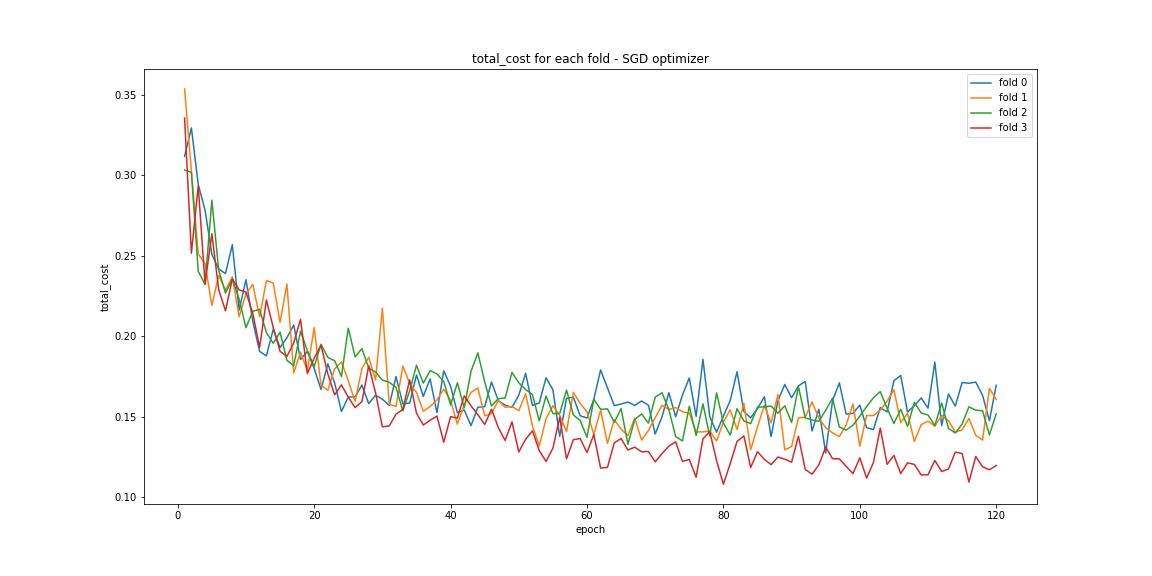 total_cost for each fold - SGD optimizer
fold 0
fold 1
fold 2
fold 3
0.35
0.30
0.25
0.20
0.15
0.10
total_cost
0 20 40 60 80 100 120
epoch